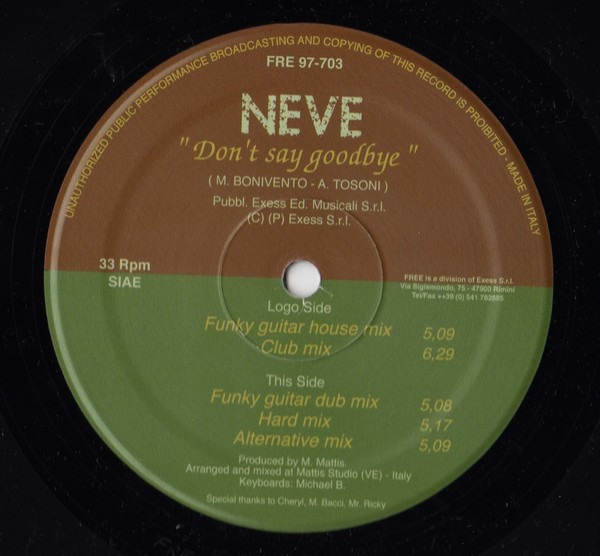 UNAUTHORIZED PUBLIC PERFORMANCE BROADCASTING AND COPYING OF THIS RECORD IS PROIBITED - MADE IN ITALY
FRE 97-703
NEVE
"Don't say goodbye"
( M. BONIVENTO - A. TOSONI )
Pubbl. Exess Ed. Musicali S.r.l.
(C) (P) Exess S.r.l.
33 Rpm
SIAE
FREE is a division of Exess S.r.l.
Via Sigismondo, 75 - 47900 Rimini
Tel/Fax ++39 (0) 541 782885
Logo Side
Funky guitar house mix 5,09
Club mix 6,29
This Side
Funky guitar dub mix 5,08
Hard mix 5,17
Alternative mix 5,09
Produced by M. Mattis.
Arranged and mixed at Mattis Studio (VE) - Italy
Keyboards: Michael B.
Special thanks to Cheryl, M. Bacci, Mr. Ricky